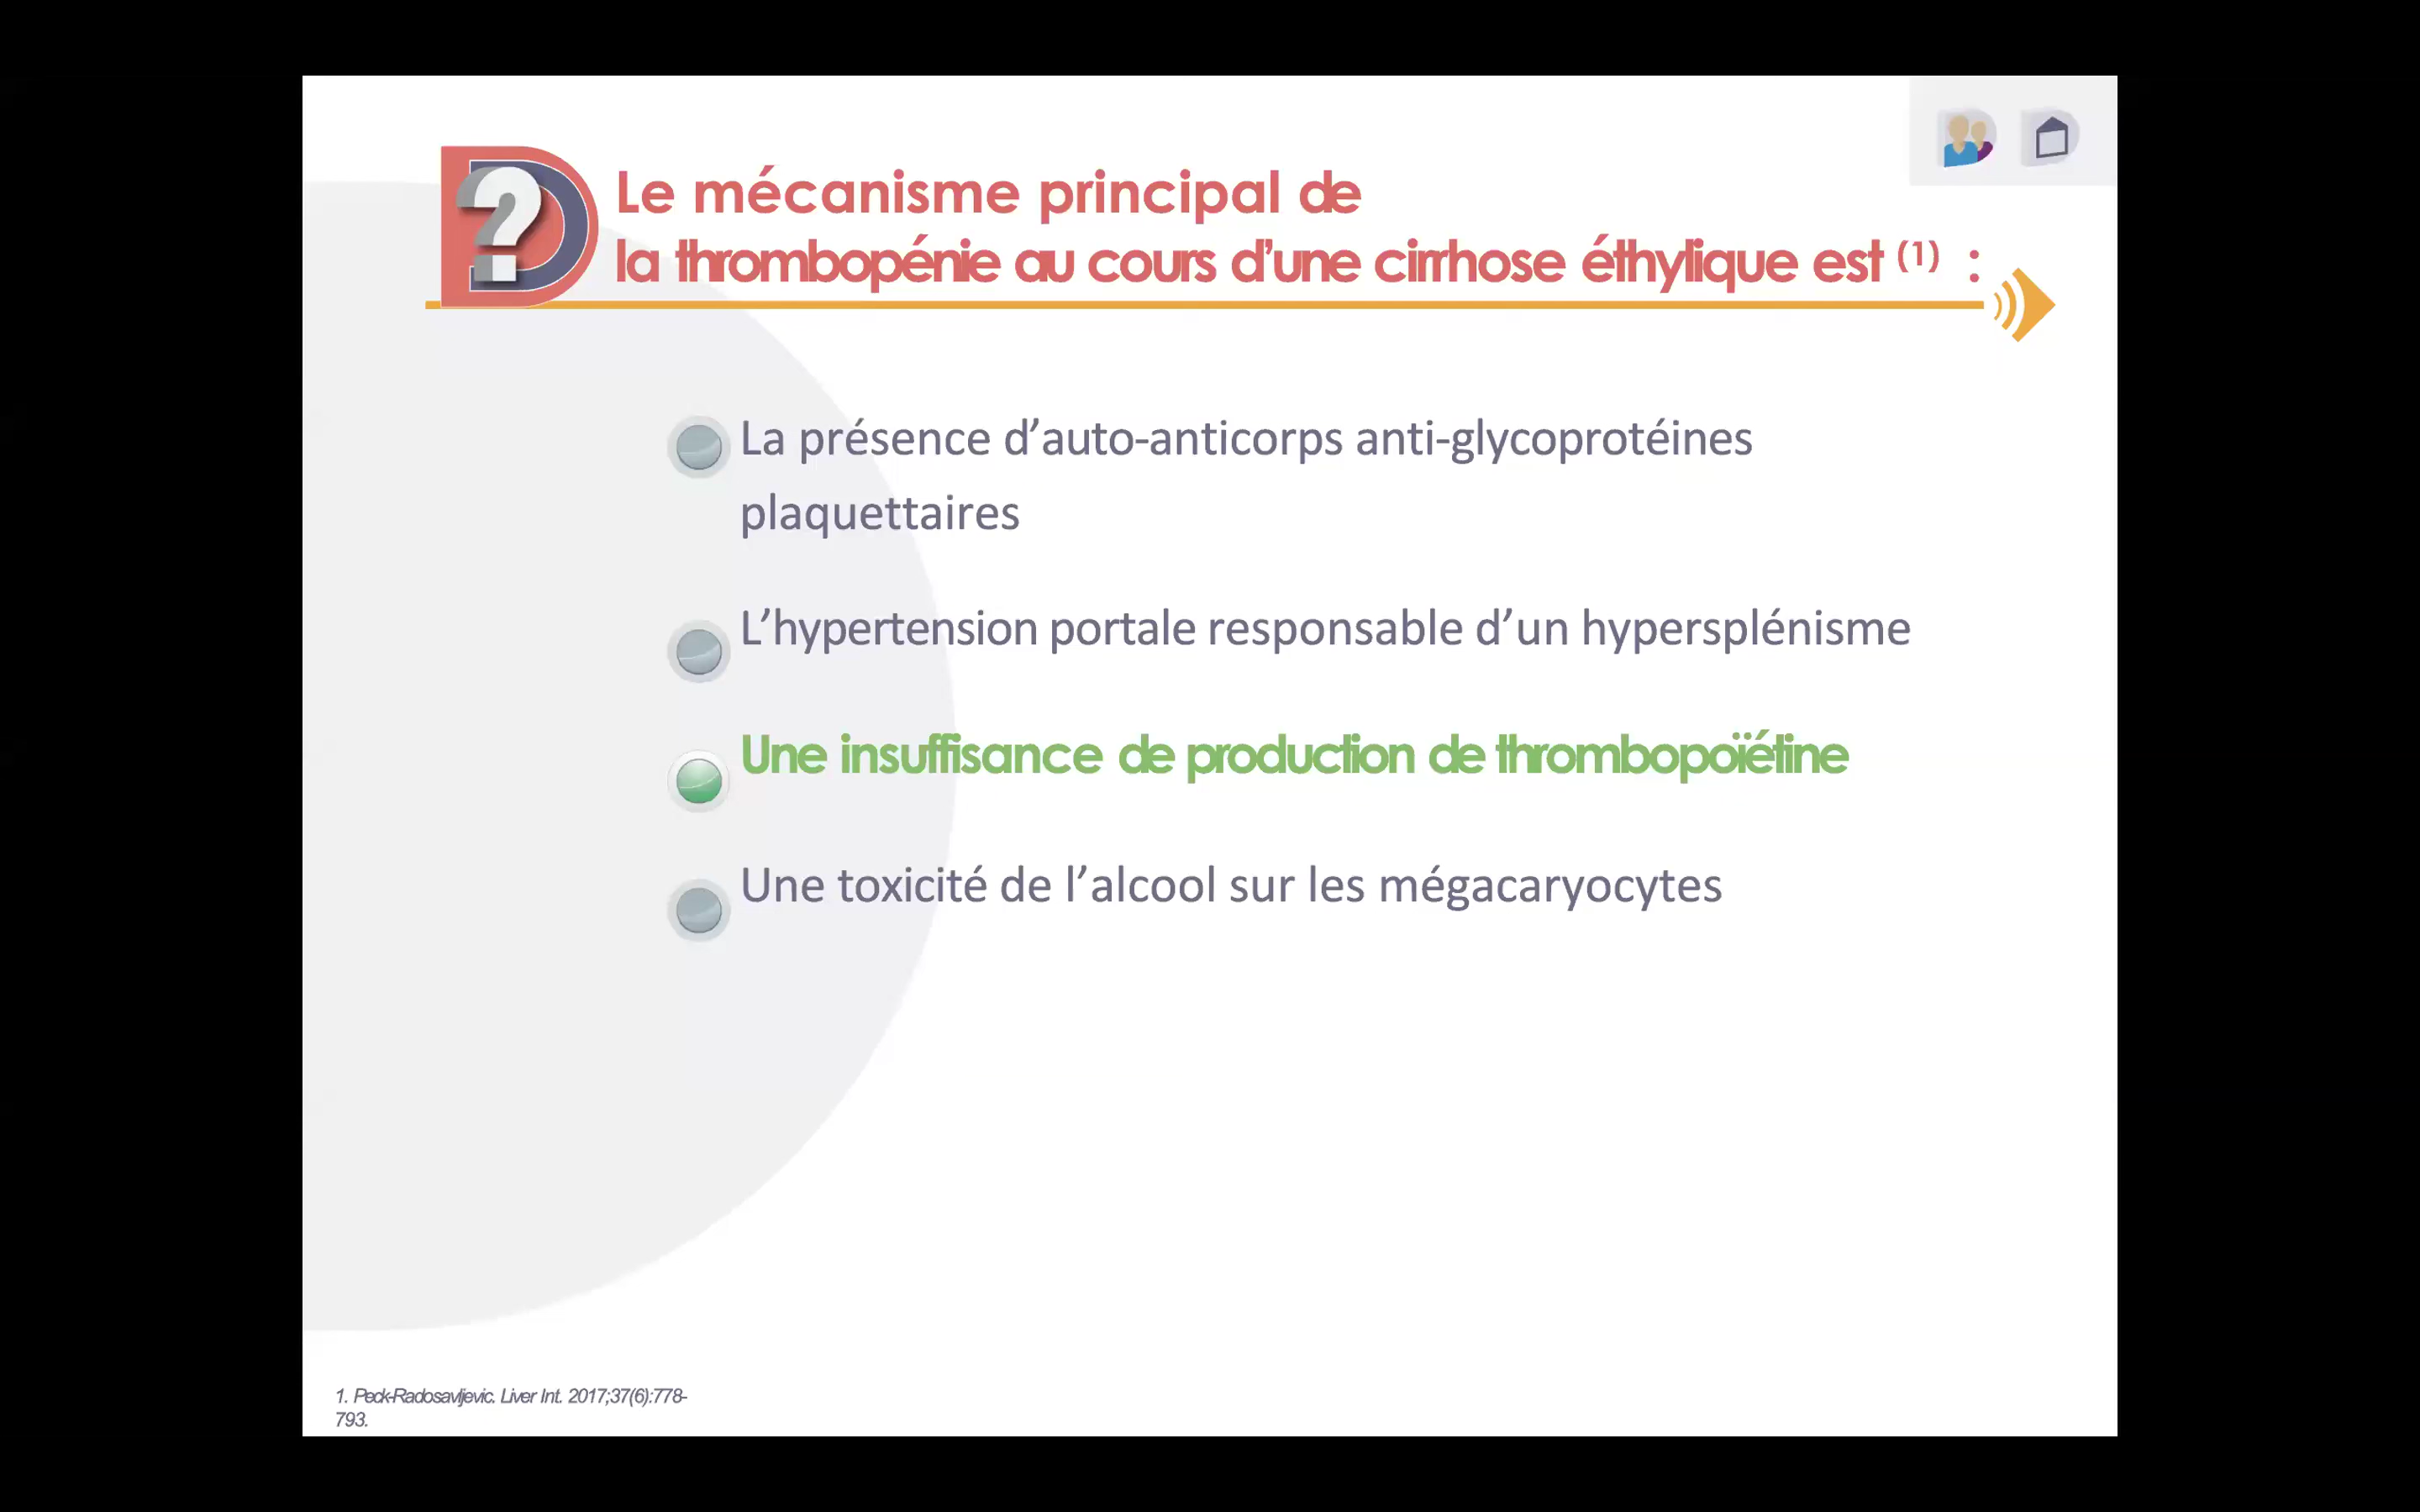 Le mécanisme principal de
la thrombopénie au cours d’une cirrhose éthylique est (1) :
La présence d’auto-anticorps anti-glycoprotéines
plaquettaires
L’hypertension portale responsable d’un hypersplénisme
Une insuffisance de production de thrombopoïétine
Une toxicité de l’alcool sur les mégacaryocytes
1. Peck-Radosavljevic. Liver Int. 2017;37(6):778-
793.